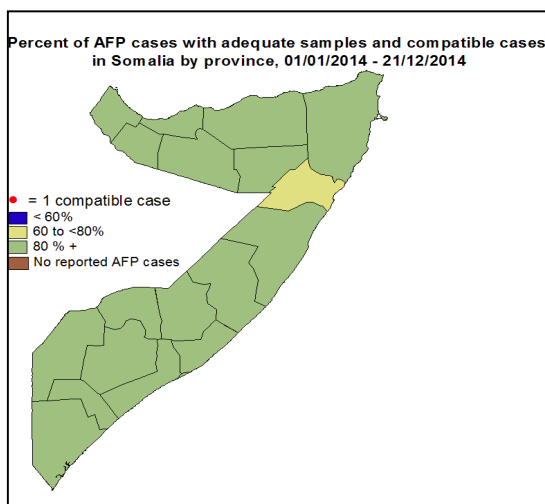 Percent of AFP cases with adequate samples and compatible cases
in Somalia by province, 01/01/2014 - 21/12/2014
= 1 compatible case
< 60%
60 to <80%
80 % +
No reported AFP cases